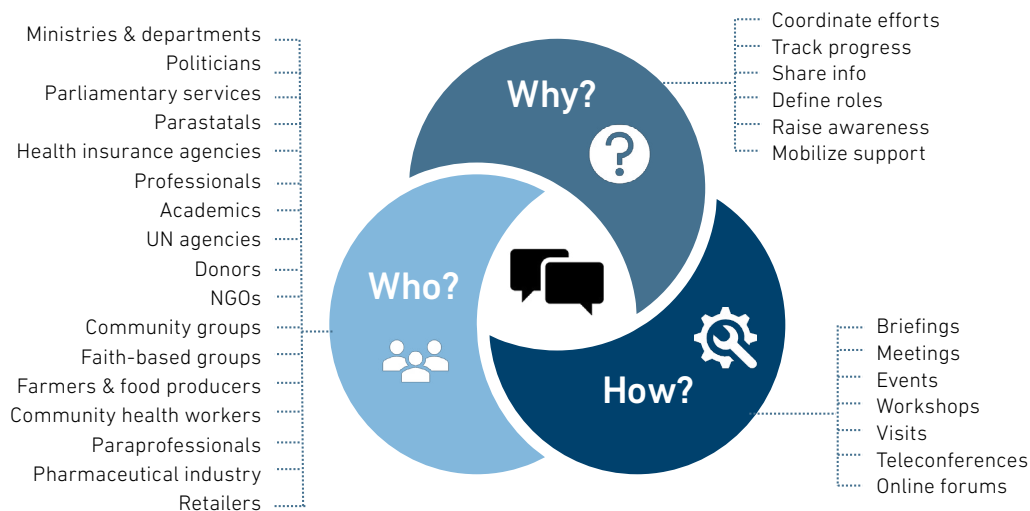 Ministries & departments
Politicians
Parliamentary services
Parastatals
Health insurance agencies
Professionals
Academics
UN agencies
Donors
NGOs
Community groups
Faith-based groups
Farmers & food producers
Community health workers
Paraprofessionals
Pharmaceutical industry
Retailers
Who?
Why?
?
Coordinate efforts
Track progress
Share info
Define roles
Raise awareness
Mobilize support
How?
Briefings
Meetings
Events
Workshops
Visits
Teleconferences
Online forums